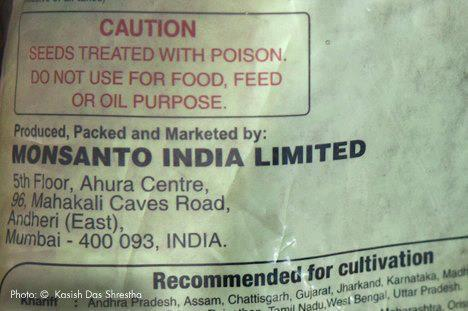 CAUTION
SEEDS TREATED WITH POISON.
DO NOT USE FOR FOOD, FEED
OR OIL PURPOSE.
Produced, Packed and Marketed by:
MONSANTO INDIA LIMITED
5th Floor, Ahura Centre,
96, Mahakali Caves Road,
Andheri (East),
Mumbai - 400 093, INDIA.
Recommended for cultivation
Kharif : Andhra Pradesh, Assam, Chattisgarh, Gujarat, Jharkand, Karnataka,
Tamil Nadu, West Bengal, Uttar Pradesh.
Photo: © Kasish Das Shrestha